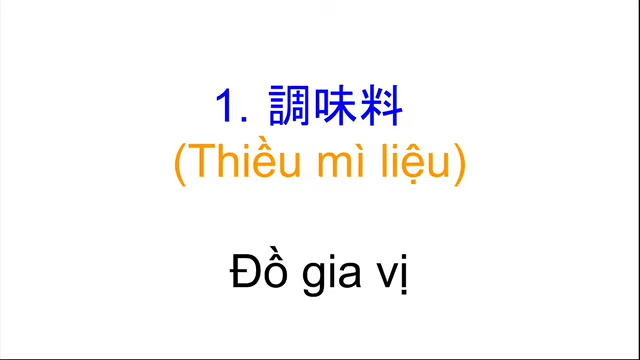 1. 調味料
(Thiều mì liệu)
Đồ gia vị